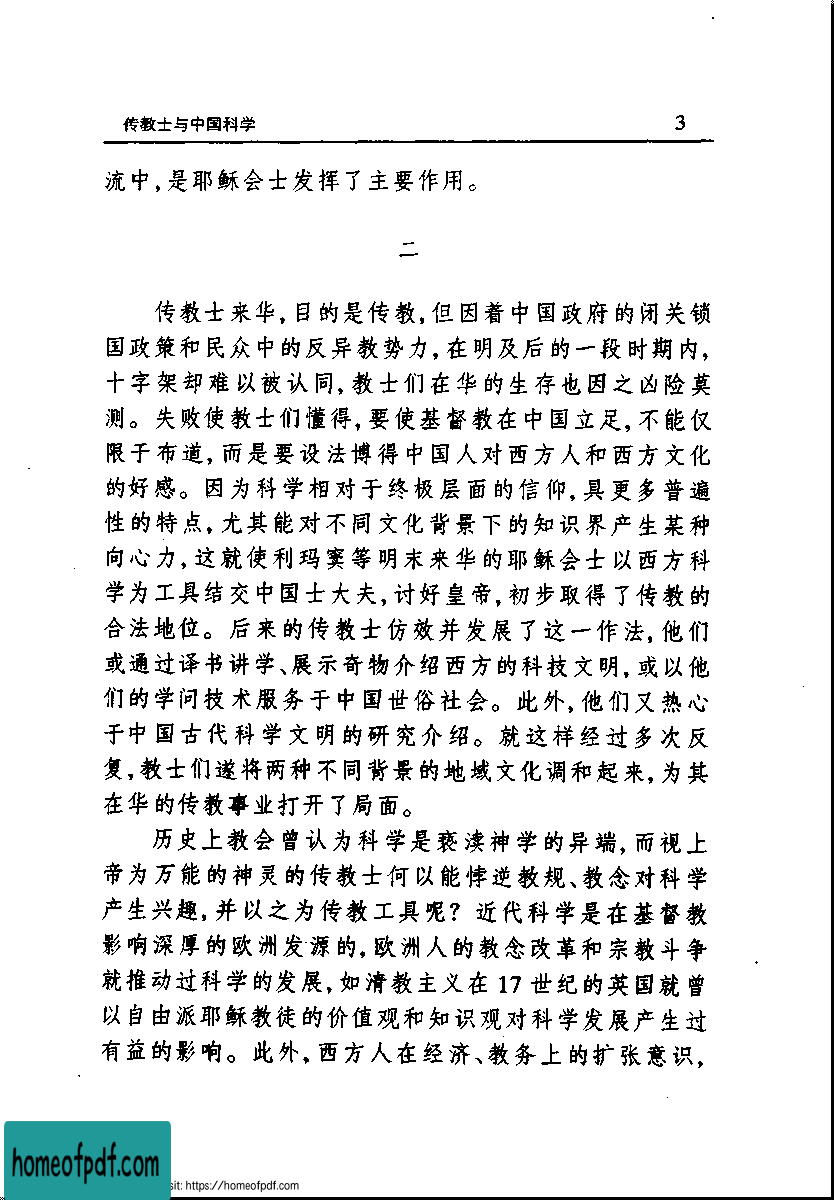 传教士与中国科学 3
流中,是耶稣会士发挥了主要作用。
二
传教士来华,目的是传教,但因着中国政府的闭关锁
国政策和民众中的反异教势力,在明及后的一段时期内,
十字架却难以被认同,教士们在华的生存也因之凶险莫
测。失败使教士们懂得,要使基督教在中国立足,不能仅
限于布道,而是要设法博得中国人对西方人和西方文化
的好感。因为科学相对于终极层面的信仰,具更多普遍
性的特点,尤其能对不同文化背景下的知识界产生某种
向心力,这就使利玛窦等明末来华的耶稣会士以西方科
学为工具结交中国士大夫,讨好皇帝,初步取得了传教的
合法地位。后来的传教士仿效并发展了这一作法,他们
或通过译书讲学、展示奇物介绍西方的科技文明,或以他
们的学问技术服务于中国世俗社会。此外,他们又热心
于中国古代科学文明的研究介绍。就这样经过多次反
复,教士们遂将两种不同背景的地域文化调和起来,为其
在华的传教事业打开了局面。
历史上教会曾认为科学是亵渎神学的异端,而视上
帝为万能的神灵的传教士何以能悖逆教规、教念对科学
产生兴趣,并以之为传教工具呢？近代科学是在基督教
影响深厚的欧洲发源的,欧洲人的教念改革和宗教斗争
就推动过科学的发展,如清教主义在17世纪的英国就曾
以自由派耶稣教徒的价值观和知识观对科学发展产生过
有益的影响。此外,西方人在经济、教务上的扩张意识,
homeofpdf.com
sit: https://homeofpdf.com